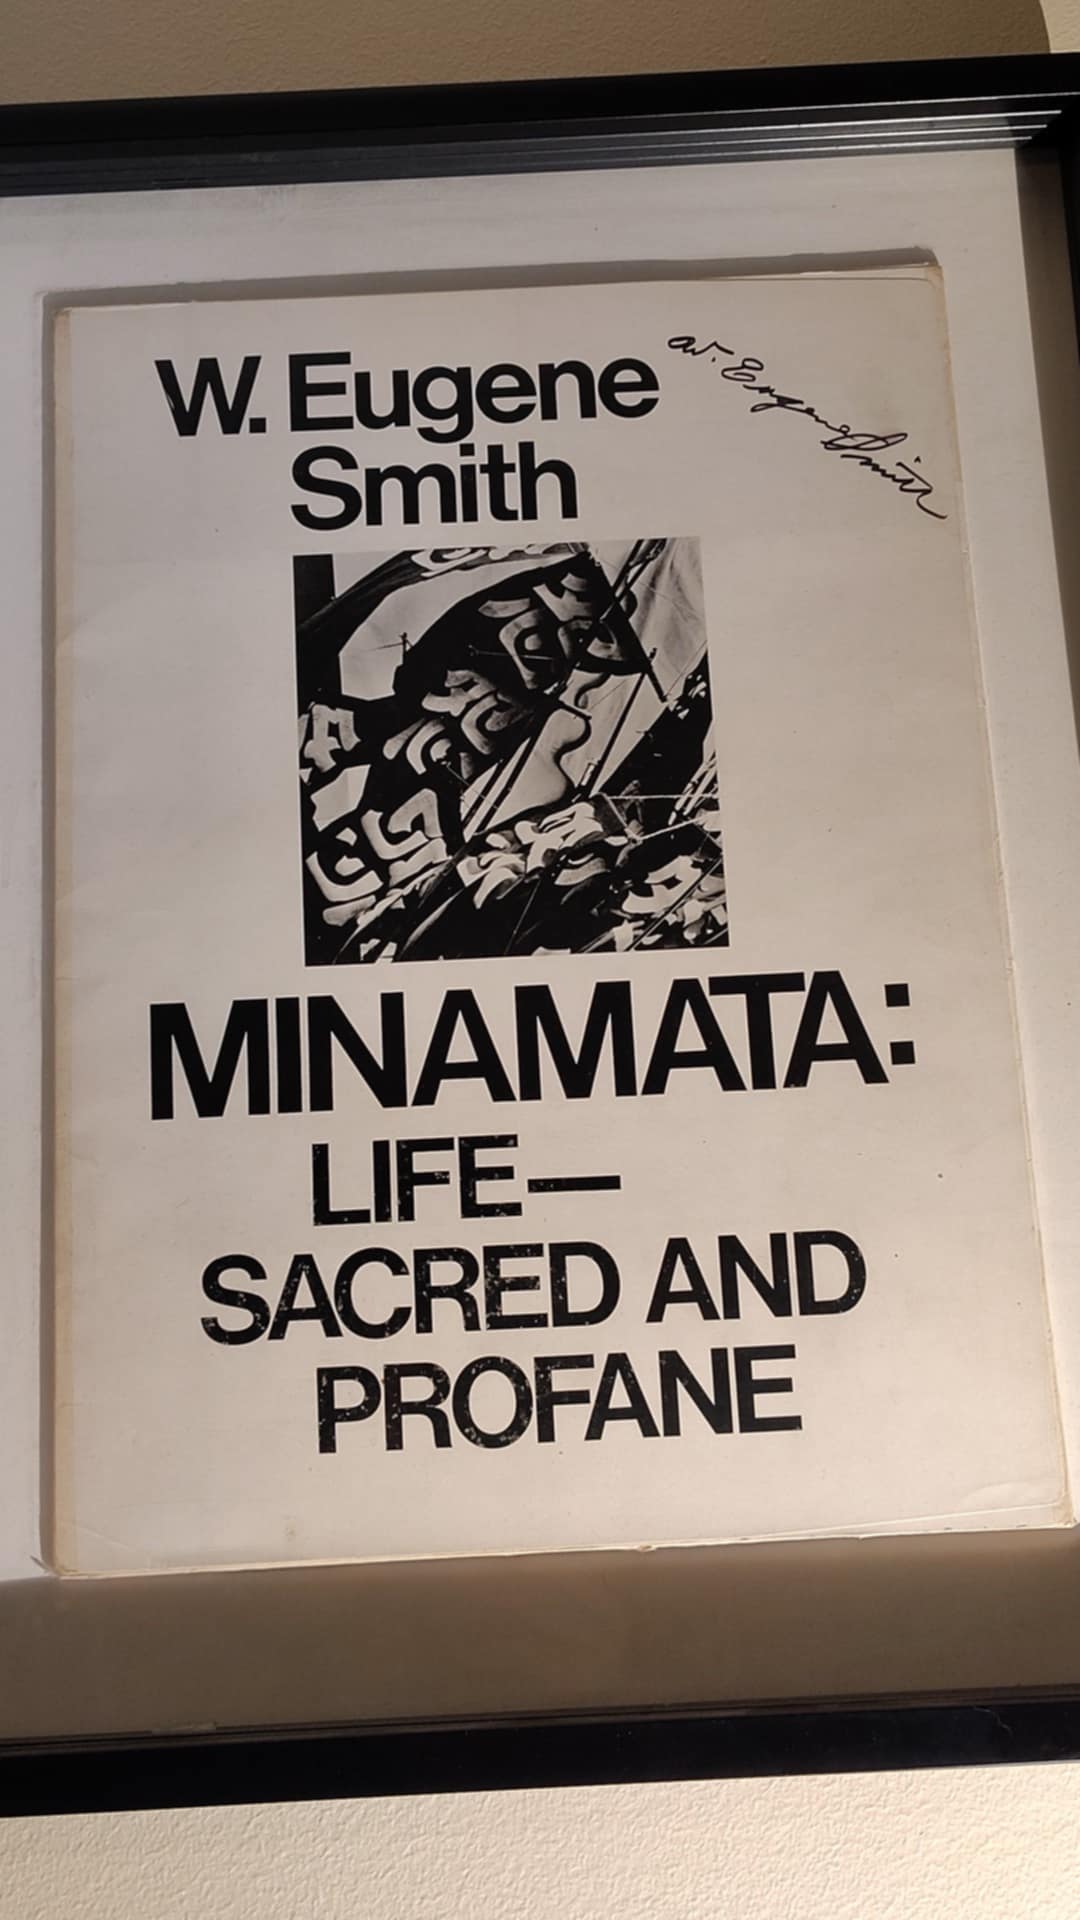 W. Eugene
Smith
W. Eugene Smith
MINAMATA:
LIFE—
SACRED AND
PROFANE